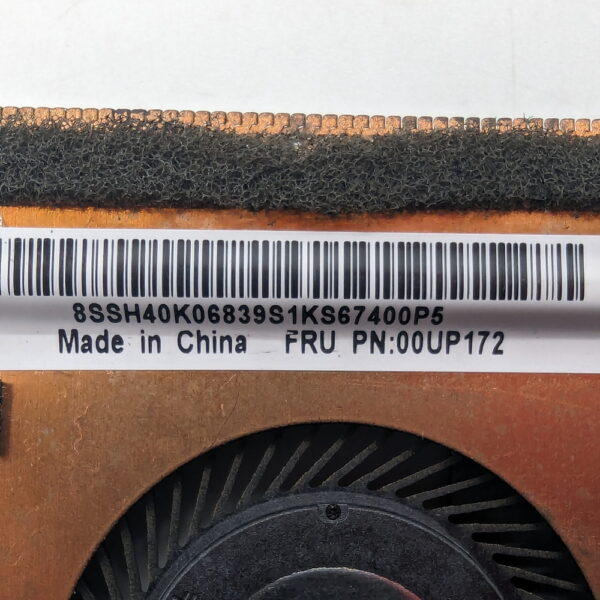 8SSH40K06839S1KS67400P5
Made in China FRU PN:00UP172